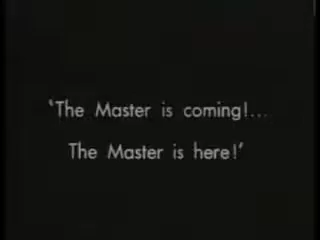 ‘The Master is coming!...
The Master is here!’